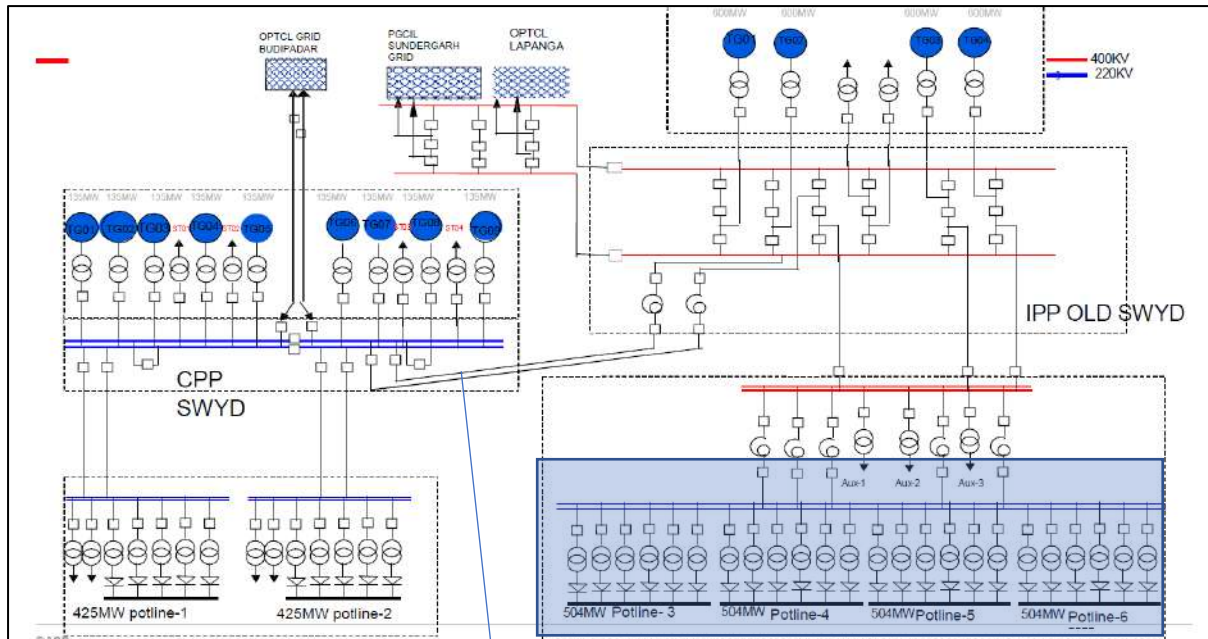 OPTCL GRID
BUDIPADAR
PGCIL
SUNDERGARH
GRID
OPTCL
LAPANGA
600MW
600MW
600MW
600MW
TG01
TG02
TG03
TG04
400KV
220KV
135MW 135MW 135MW 135MW 135MW
135MW 135MW 135MW 135MW
TG01
TG02
TG03
ST01
TG04
ST02
TG05
TG06
TG07
TG08
ST04
IPP OLD SWYD
CPP
SWYD
Aux-1
Aux-2
Aux-3
425MW potline-1
425MW potline-2
504MW Potline- 3
504MW Potline-4
504MW Potline-5
504MW Potline-6